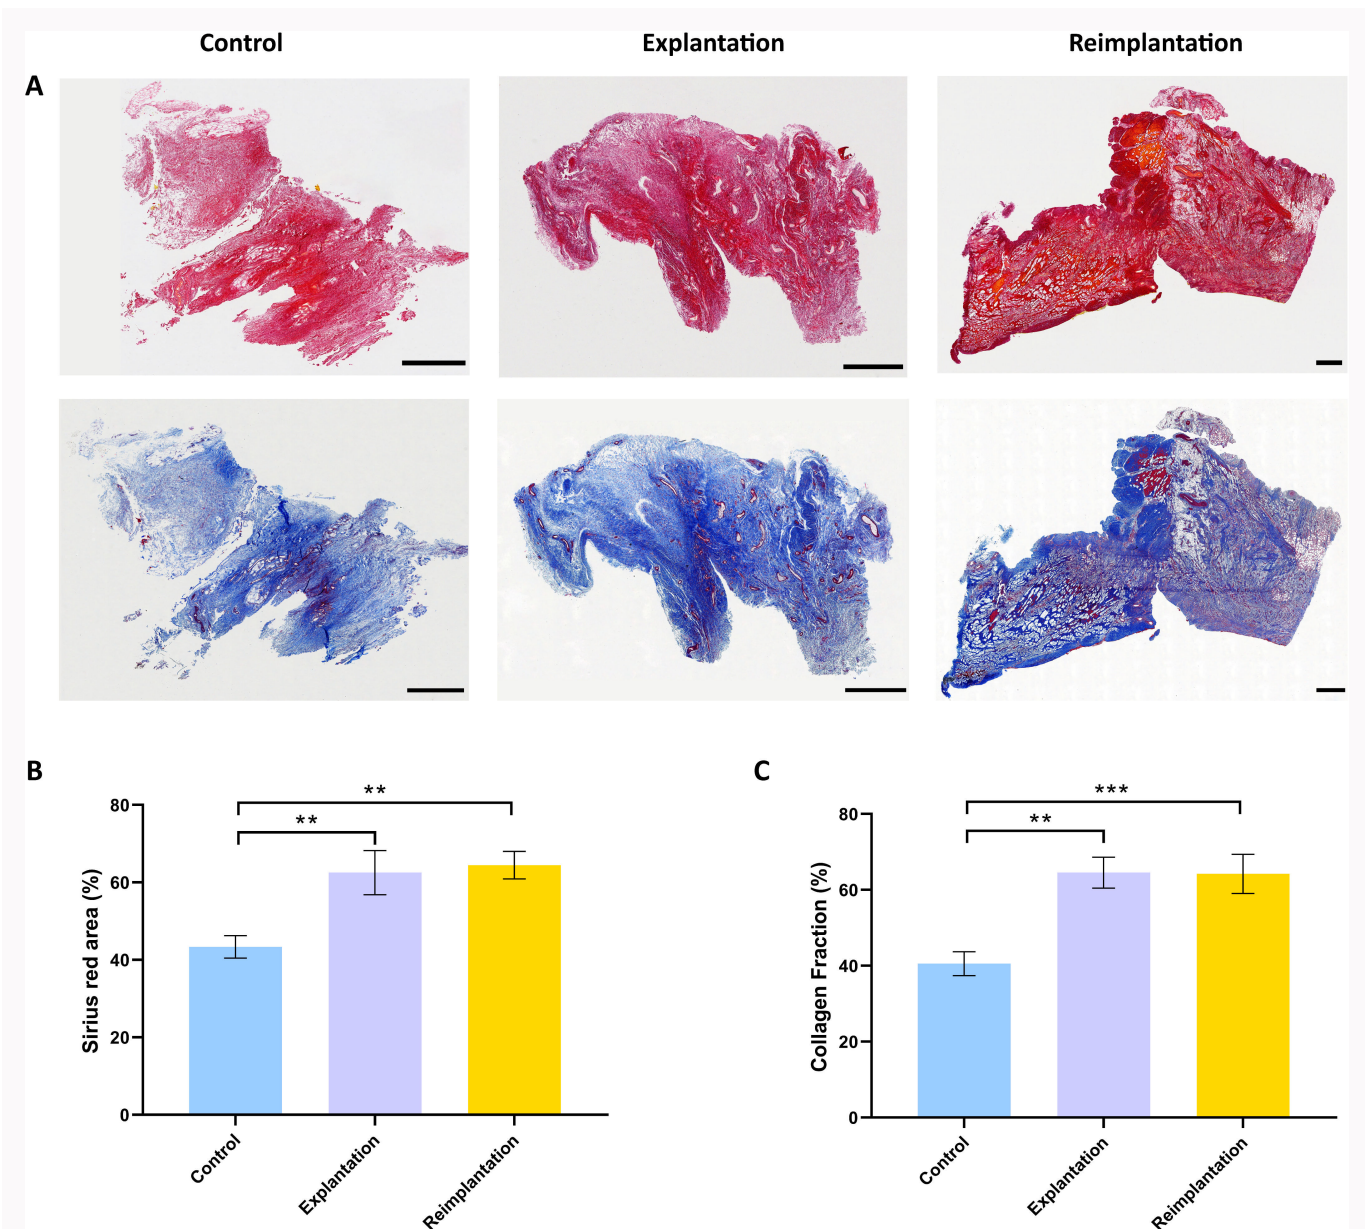 Control Explantation Reimplantation
A
B
Sirius red area (%)
80
60
40
20
0
**
**
Control
Explantation
Reimplantation
C
Collagen Fraction (%)
80
60
40
20
0
***
**
Control
Explantation
Reimplantation